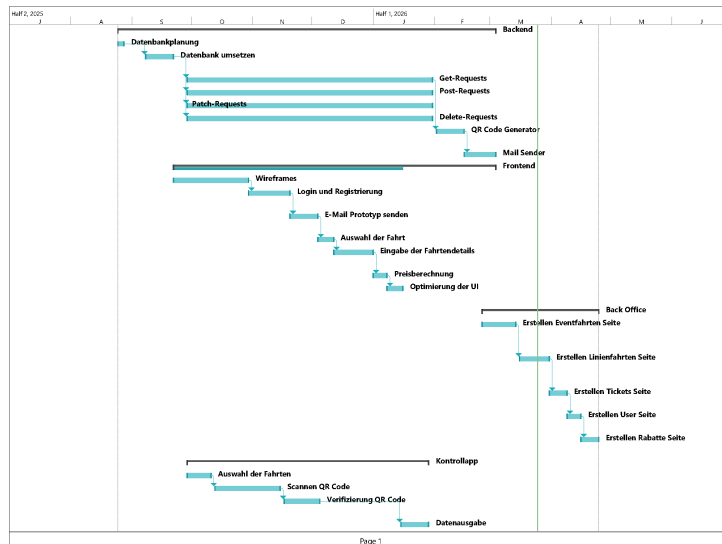 Half 2, 2025 Half 1, 2026
J A S O N D J F M A M J
Backend
Datenbankplanung
Datenbank umsetzen
Get-Requests
Post-Requests
Patch-Requests
Delete-Requests
QR Code Generator
Mail Sender
Frontend
Wireframes
Login und Registrierung
E-Mail Prototyp senden
Auswahl der Fahrt
Eingabe der Fahrtendetails
Preisberechnung
Optimierung der UI
Back Office
Erstellen Eventfahrten Seite
Erstellen Linienfahrten Seite
Erstellen Tickets Seite
Erstellen User Seite
Erstellen Rabatte Seite
Kontrollapp
Auswahl der Fahrten
Scannen QR Code
Verifizierung QR Code
Datenausgabe
Page 1